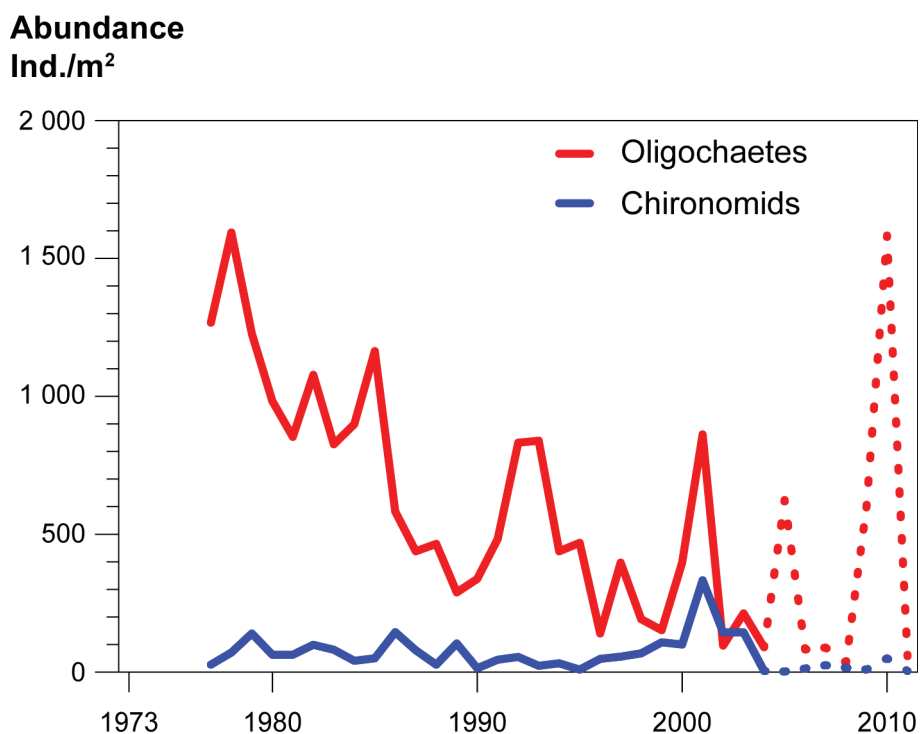 Abundance
Ind./m²
2 000
1 500
1 000
500
0
Oligochaetes
Chironomids
1973 1980 1990 2000 2010